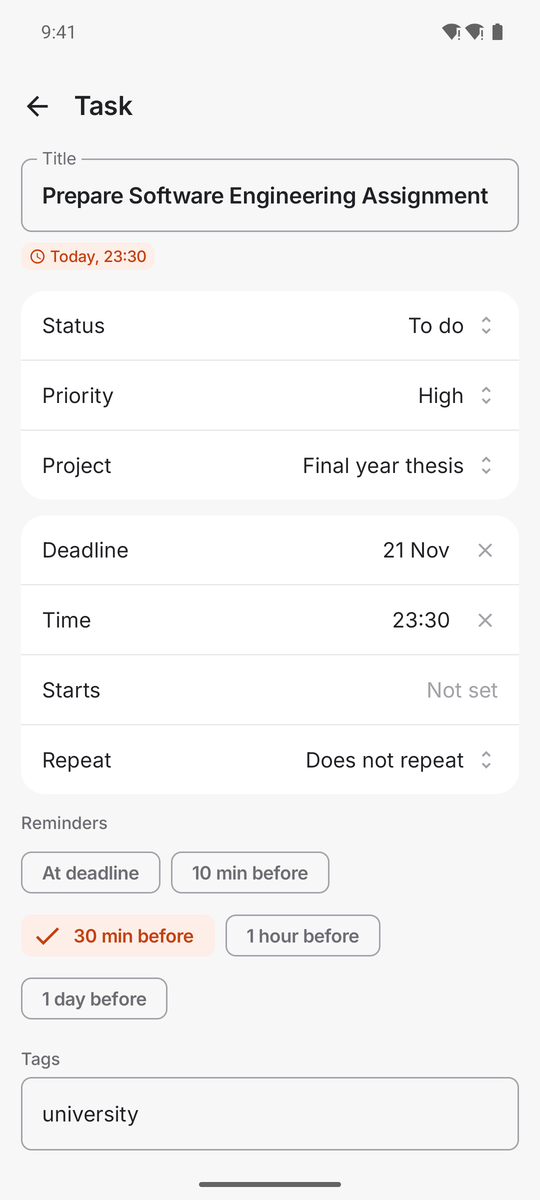 9:41
Task
Title
Prepare Software Engineering Assignment
Today, 23:30
Status To do
Priority High
Project Final year thesis
Deadline 21 Nov
Time 23:30
Starts Not set
Repeat Does not repeat
Reminders
At deadline 10 min before
30 min before 1 hour before
1 day before
Tags
university